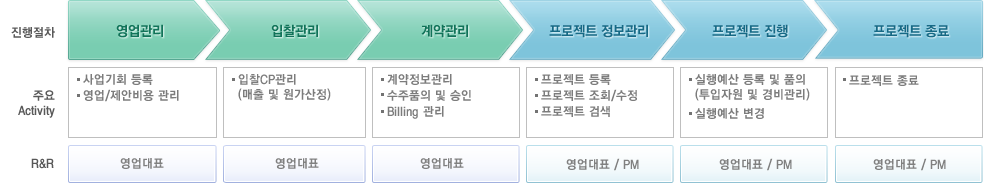 진행절차
영업관리
입찰관리
계약관리
프로젝트 정보관리
프로젝트 진행
프로젝트 종료
주요
Activity
▪ 사업기회 등록
▪ 영업/제안비용 관리
▪ 입찰CP관리
(매출 및 원가산정)
▪ 계약정보관리
▪ 수주품의 및 승인
▪ Billing 관리
▪ 프로젝트 등록
▪ 프로젝트 조회/수정
▪ 프로젝트 검색
▪ 실행예산 등록 및 품의
(투입자원 및 경비관리)
▪ 실행예산 변경
▪ 프로젝트 종료
R&R
영업대표
영업대표
영업대표
영업대표 / PM
영업대표 / PM
영업대표 / PM